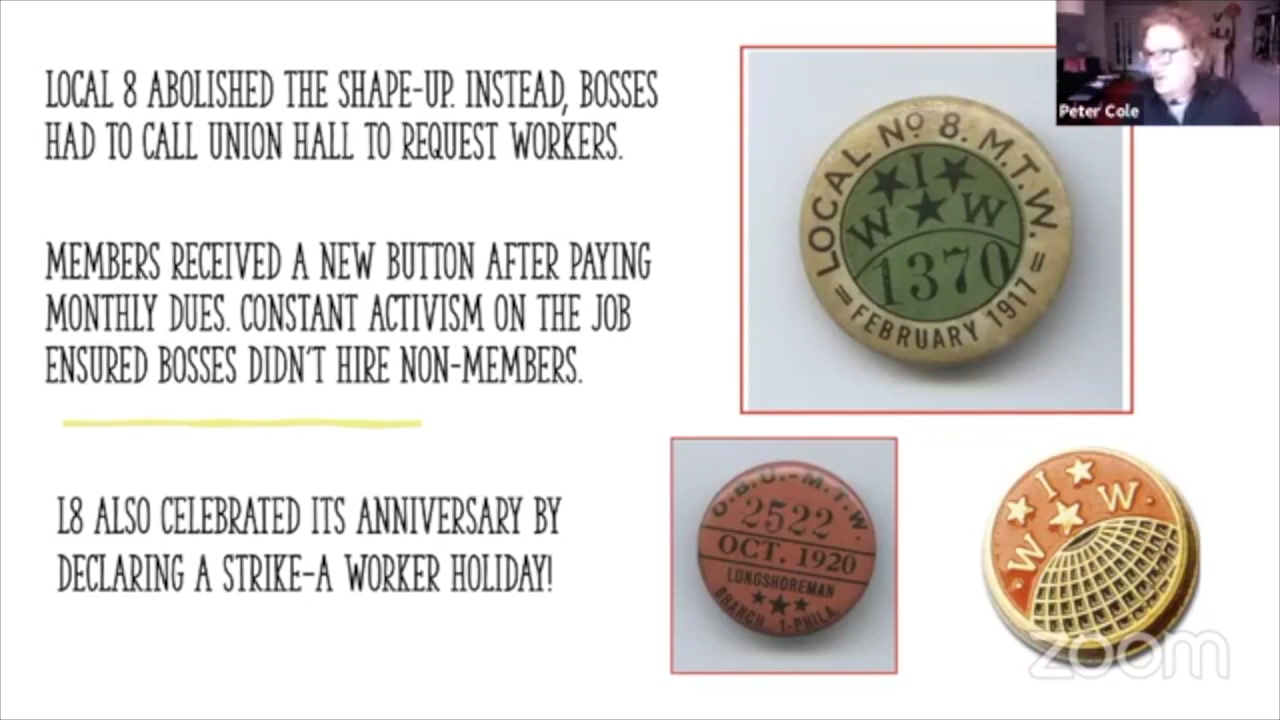 LOCAL 8 ABOLISHED THE SHAPE-UP. INSTEAD, BOSSES
HAD TO CALL UNION HALL TO REQUEST WORKERS.
MEMBERS RECEIVED A NEW BUTTON AFTER PAYING
MONTHLY DUES. CONSTANT ACTIVISM ON THE JOB
ENSURED BOSSES DIDN'T HIRE NON-MEMBERS.
L8 ALSO CELEBRATED ITS ANNIVERSARY BY
DECLARING A STRIKE-A WORKER HOLIDAY!
Peter Cole
LOCAL No 8. M.T.W.
I
W W
1370
= FEBRUARY 1917 =
O.B.U.-M.T.W.
2522
OCT. 1920
LONGSHOREMAN
BRANCH 1-PHILA.
I
W W
zoom